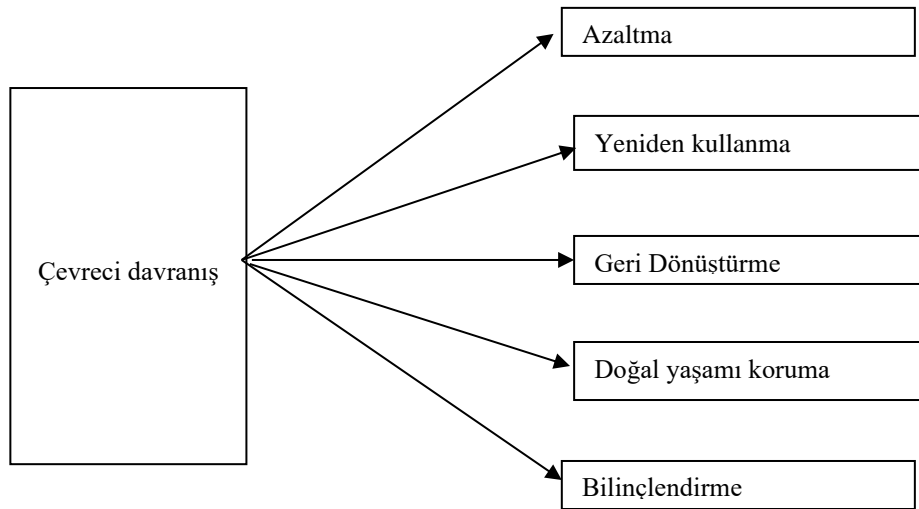 Azaltma
Yeniden kullanma
Çevreci davranış
Geri Dönüştürme
Doğal yaşamı koruma
Bilinçlendirme